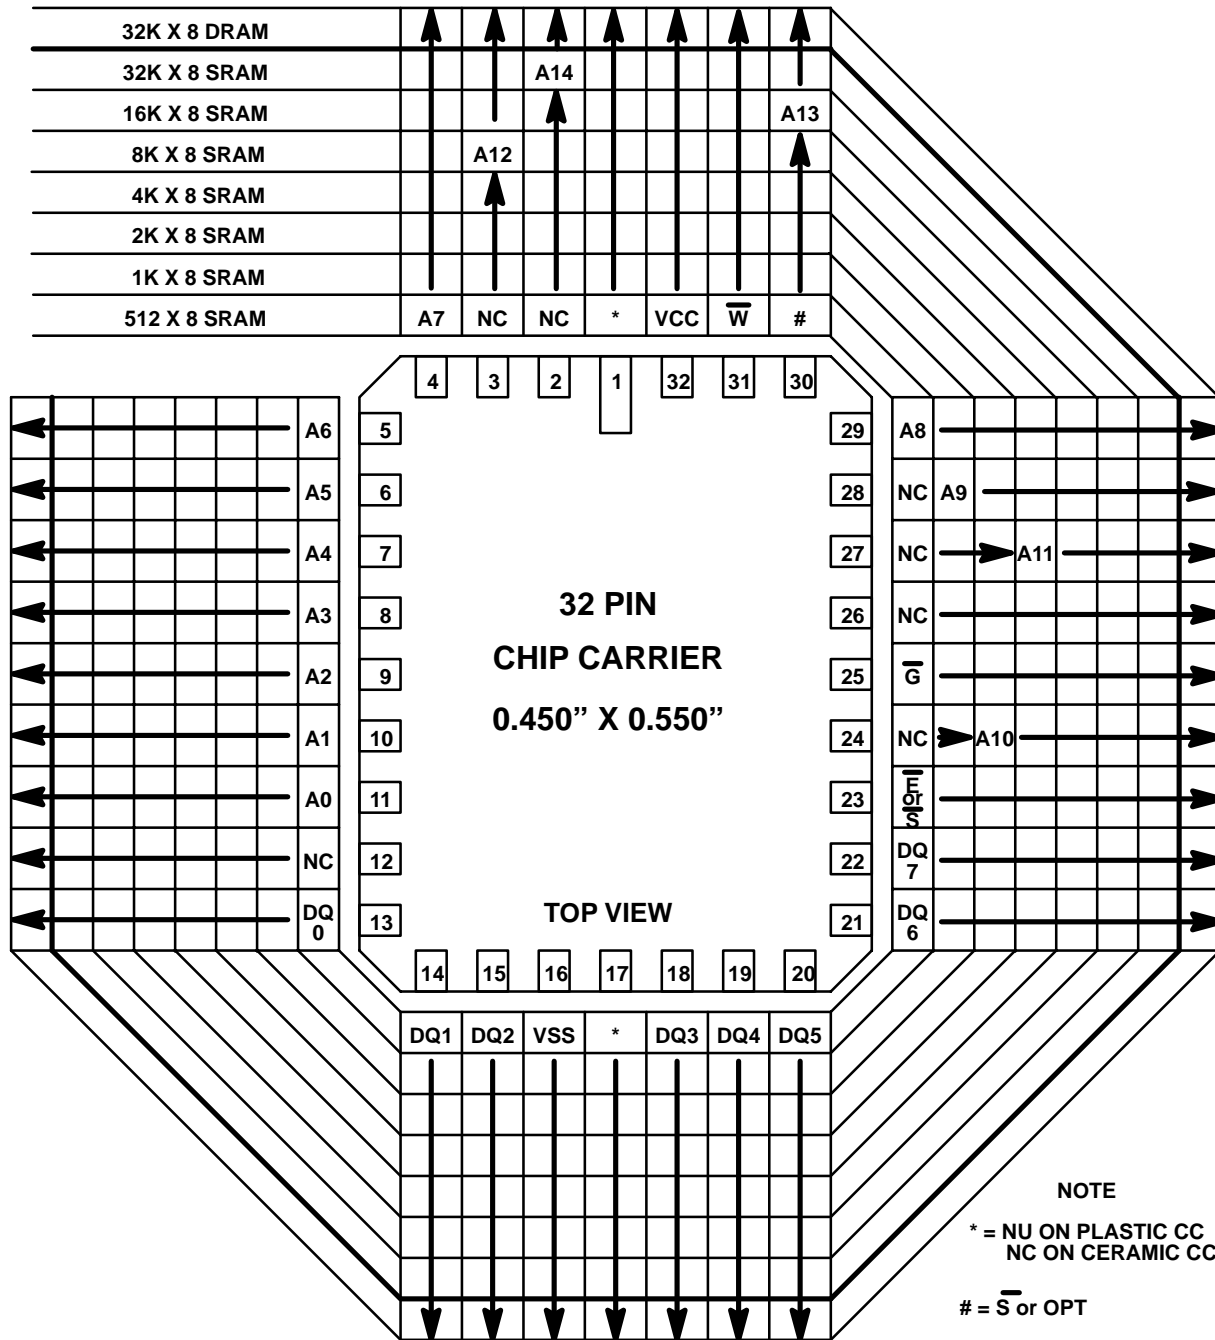 32K X 8 DRAM
32K X 8 SRAM
A14
16K X 8 SRAM
A13
8K X 8 SRAM
A12
4K X 8 SRAM
2K X 8 SRAM
1K X 8 SRAM
512 X 8 SRAM
A7 NC NC * VCC W̅ #
4 3 2 1 32 31 30
A6 5 29 A8
A5 6 28 NC A9
A4 7 27 NC A11
A3 8 26 NC
A2 9 25 G̅
A1 10 24 NC A10
A0 11 23 E̅ or S̅
NC 12 22 DQ 7
DQ 0 13 21 DQ 6
32 PIN
CHIP CARRIER
0.450” X 0.550”
TOP VIEW
14 15 16 17 18 19 20
DQ1 DQ2 VSS * DQ3 DQ4 DQ5
NOTE
* = NU ON PLASTIC CC
NC ON CERAMIC CC
# = S̅ or OPT